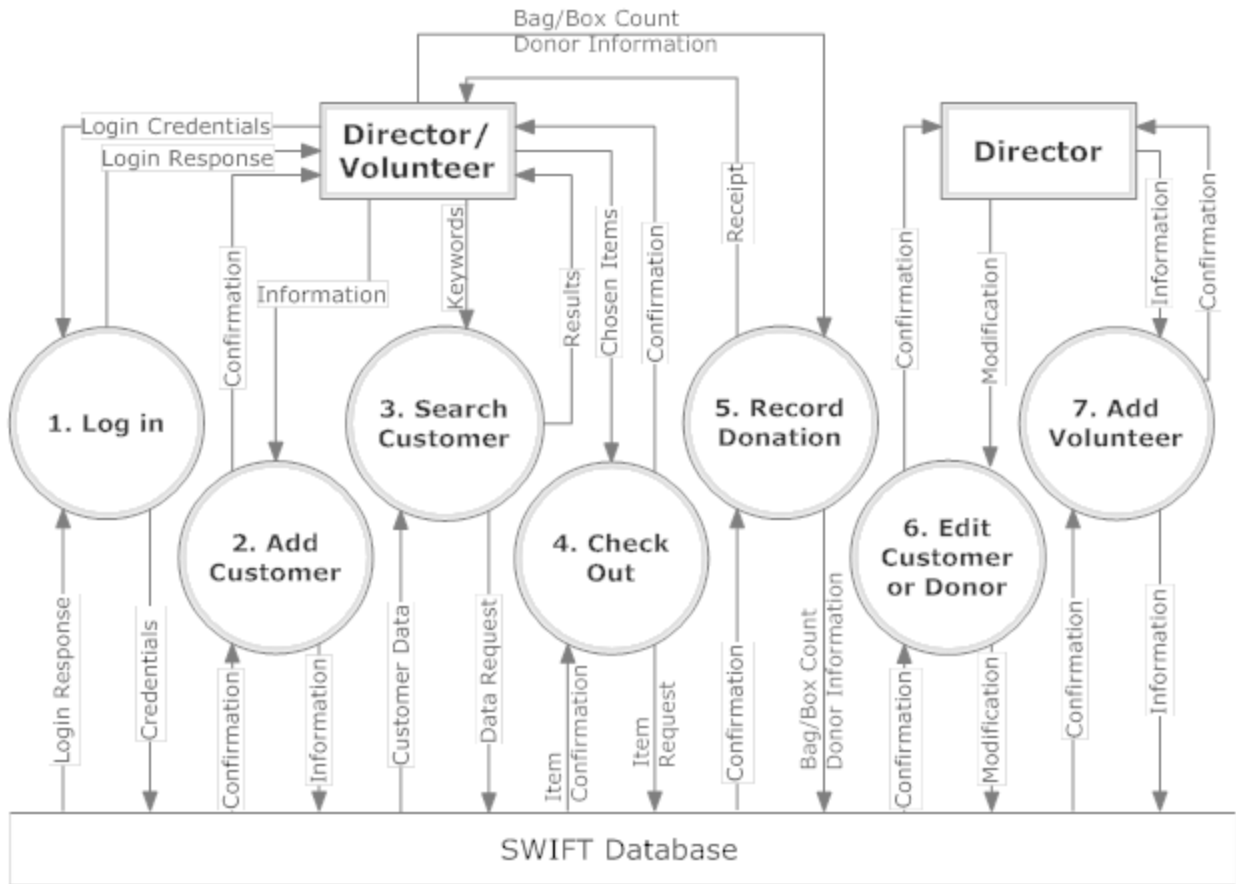 Bag/Box Count
Donor Information
Login Credentials
Login Response
Director/
Volunteer
Director
Confirmation
Information
Keywords
Results
Chosen Items
Confirmation
Receipt
Confirmation
Modification
Information
Confirmation
1. Log in
2. Add
Customer
3. Search
Customer
4. Check
Out
5. Record
Donation
6. Edit
Customer
or Donor
7. Add
Volunteer
Login Response
Credentials
Confirmation
Information
Customer Data
Data Request
Item
Confirmation
Item
Request
Confirmation
Bag/Box Count
Donor Information
Confirmation
Modification
Confirmation
Information
SWIFT Database